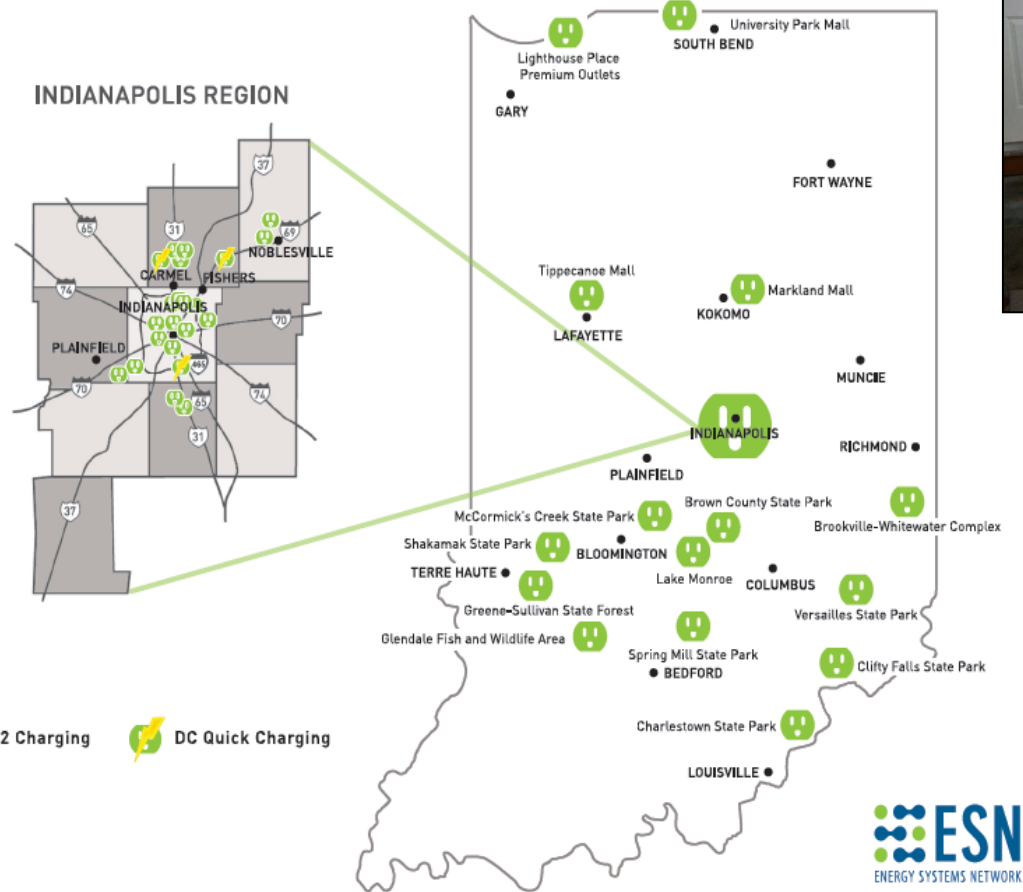 University Park Mall
SOUTH BEND
Lighthouse Place
Premium Outlets
GARY
INDIANAPOLIS REGION
FORT WAYNE
37
65
31
69
NOBLESVILLE
CARMEL
FISHERS
74
INDIANAPOLIS
70
PLAINFIELD
465
70
65
74
31
37
Tippecanoe Mall
LAFAYETTE
Markland Mall
KOKOMO
MUNCIE
INDIANAPOLIS
RICHMOND
PLAINFIELD
Brown County State Park
McCormick's Creek State Park
Brookville-Whitewater Complex
Shakamak State Park
BLOOMINGTON
Lake Monroe
TERRE HAUTE
COLUMBUS
Greene-Sullivan State Forest
Versailles State Park
Glendale Fish and Wildlife Area
Spring Mill State Park
BEDFORD
Clifty Falls State Park
Charlestown State Park
2 Charging
DC Quick Charging
LOUISVILLE
ESN
ENERGY SYSTEMS NETWORK